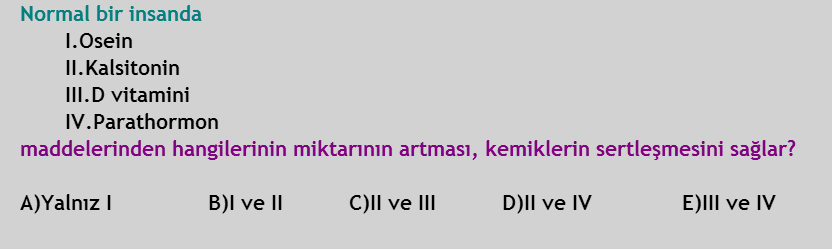 Normal bir insanda
I.Osein
II.Kalsitonin
III.D vitamini
IV.Parathormon
maddelerinden hangilerinin miktarının artması, kemiklerin sertleşmesini sağlar?
A)Yalnız I B)I ve II C)II ve III D)II ve IV E)III ve IV